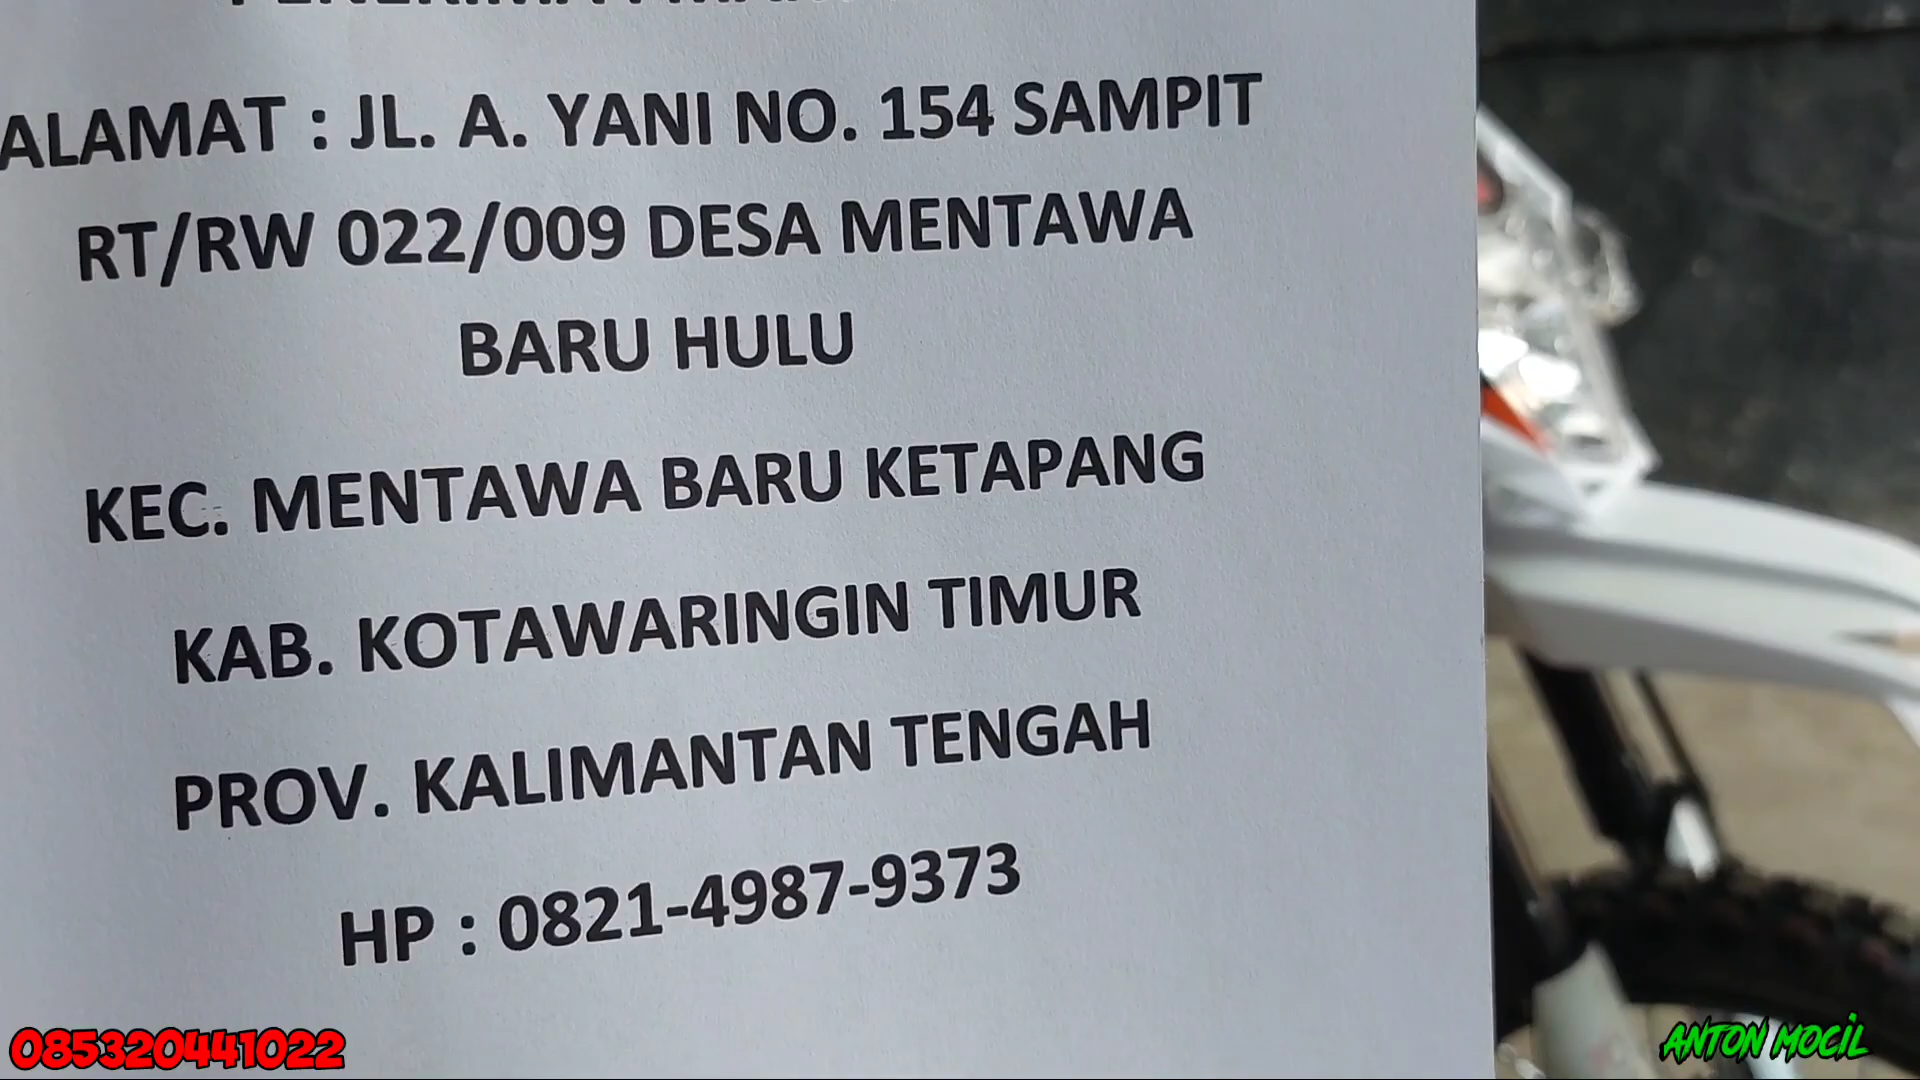 ALAMAT : JL. A. YANI NO. 154 SAMPIT
RT/RW 022/009 DESA MENTAWA
BARU HULU
KEC. MENTAWA BARU KETAPANG
KAB. KOTAWARINGIN TIMUR
PROV. KALIMANTAN TENGAH
HP : 0821-4987-9373
085320441022
ANTON MOCIL